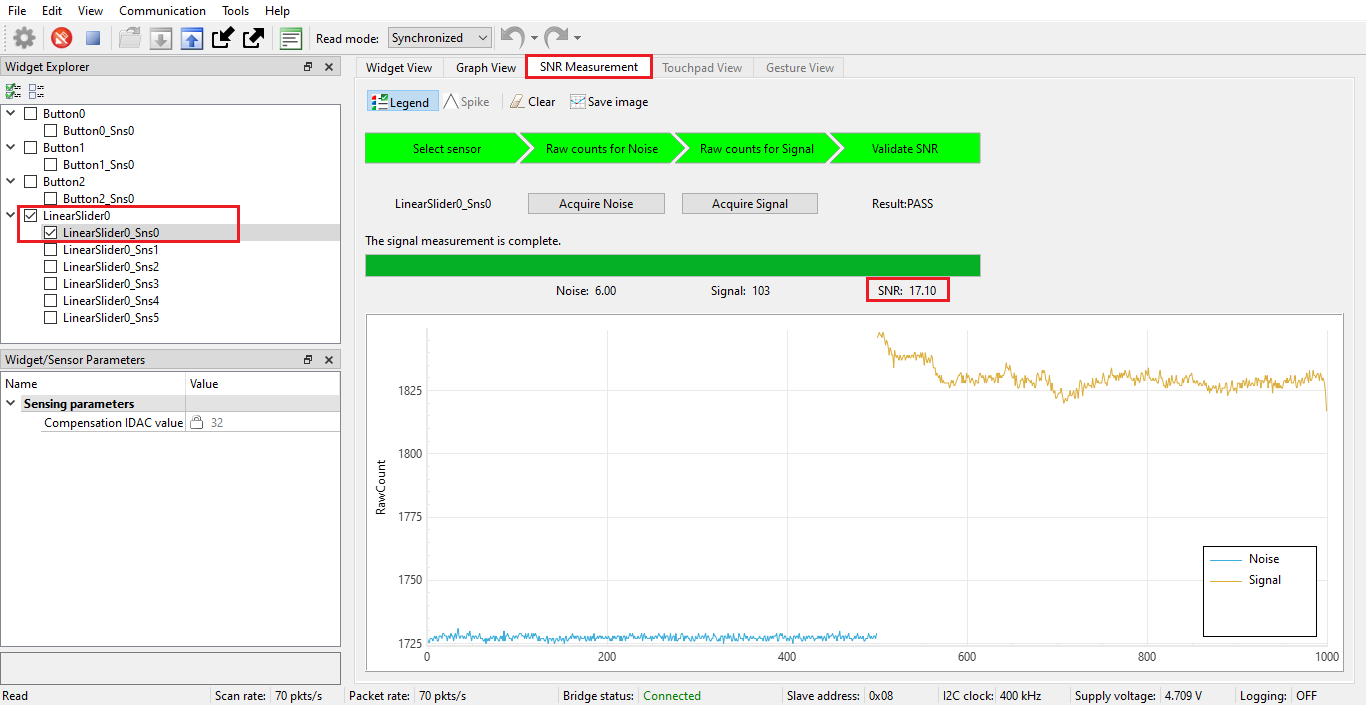 File Edit View Communication Tools Help
Read mode: Synchronized
Widget Explorer
Button0
Button0_Sns0
Button1
Button1_Sns0
Button2
Button2_Sns0
LinearSlider0
LinearSlider0_Sns0
LinearSlider0_Sns1
LinearSlider0_Sns2
LinearSlider0_Sns3
LinearSlider0_Sns4
LinearSlider0_Sns5
Widget/Sensor Parameters
Name Value
Sensing parameters
Compensation IDAC value 32
Widget View Graph View SNR Measurement Touchpad View Gesture View
Legend Spike Clear Save image
Select sensor Raw counts for Noise Raw counts for Signal Validate SNR
LinearSlider0_Sns0 Acquire Noise Acquire Signal Result:PASS
The signal measurement is complete.
Noise: 6.00 Signal: 103 SNR: 17.10
RawCount
1825
1800
1775
1750
1725
0 200 400 600 800 1000
Noise
Signal
Read Scan rate: 70 pkts/s Packet rate: 70 pkts/s Bridge status: Connected Slave address: 0x08 I2C clock: 400 kHz Supply voltage: 4.709 V Logging: OFF